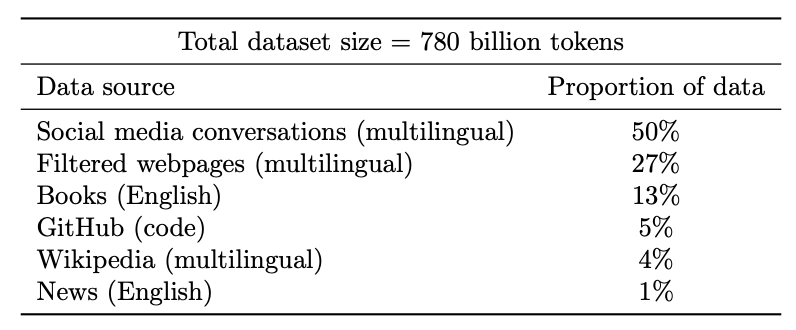 Total dataset size = 780 billion tokens
Data source Proportion of data
Social media conversations (multilingual) 50%
Filtered webpages (multilingual) 27%
Books (English) 13%
GitHub (code) 5%
Wikipedia (multilingual) 4%
News (English) 1%